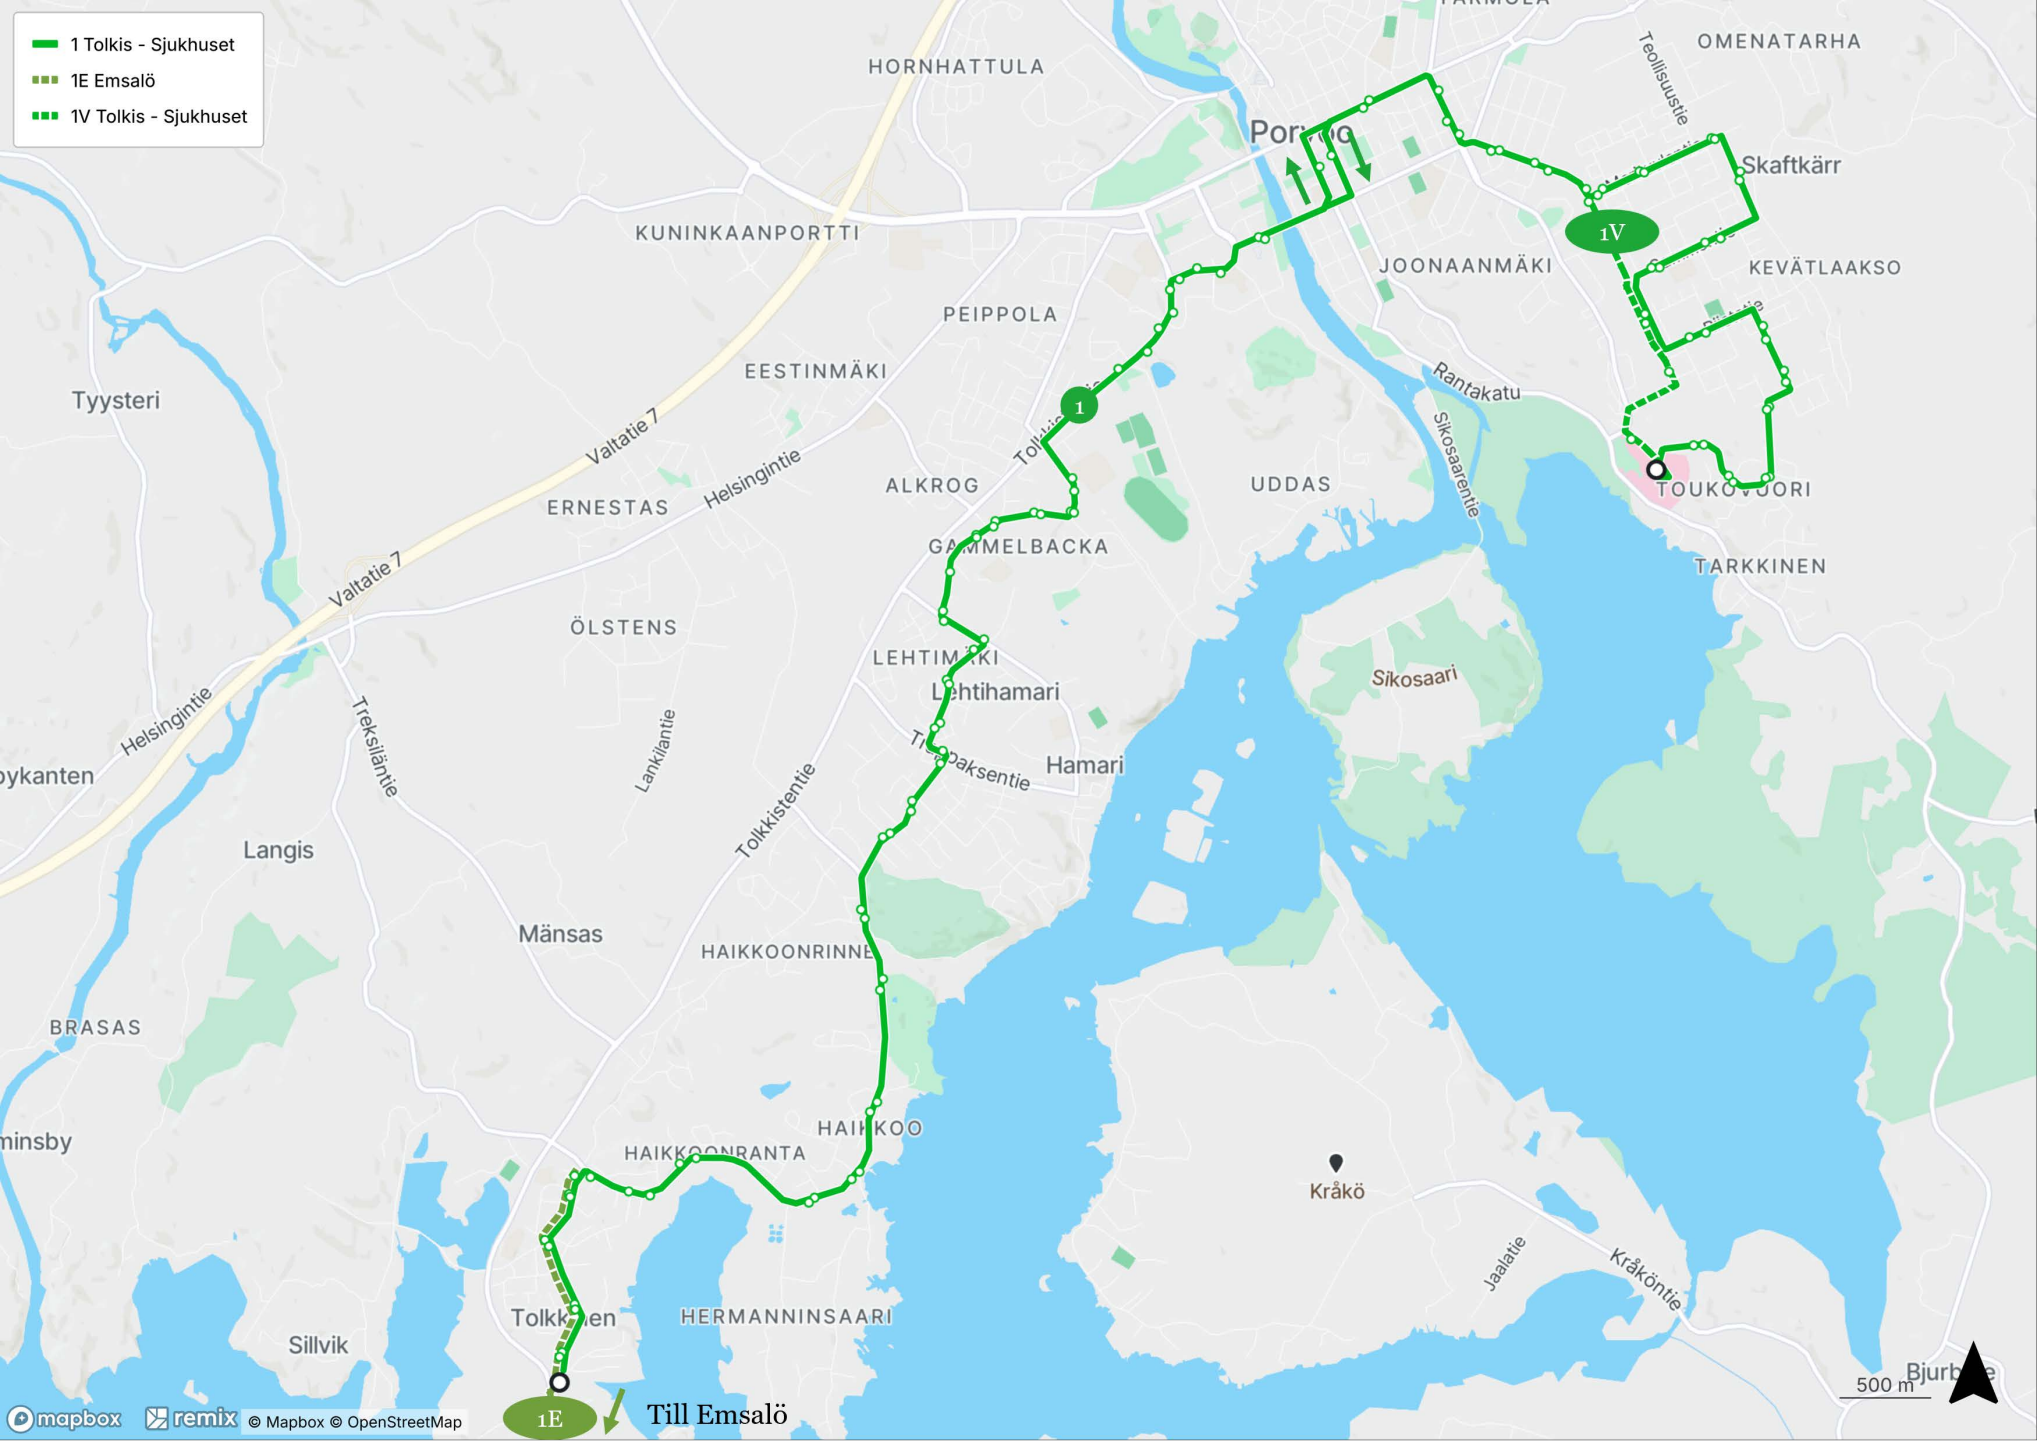 1 Tolkis - Sjukhuset
1E Emsalö
1V Tolkis - Sjukhuset
OMENATARHA
HORNHATTULA
Teollisuustie
Skaftkärr
KUNINKAANPORTTI
1V
JOONAANMÄKI
KEVÄTLAAKSO
PEIPPOLA
EESTINMÄKI
Rantakatu
Tyysteri
1
Valtatie 7
Helsingintie
Sikosaarentie
ALKROG
UDDAS
TOUKOVUORI
ERNESTAS
GAMMELBACKA
TARKKINEN
Valtatie 7
ÖLSTENS
LEHTIMÄKI
Lehtihamari
Sikosaari
Helsingintie
Treksiläntie
Lankilantie
Hamari
Tolkkistentie
Langis
Mänsas
HAIKKOONRINNE
BRASAS
HAIKKOO
HAIKKOONRANTA
Kråkö
Jaalatie
Kråköntie
HERMANNINSAARI
Sillvik
500 m
1E
Till Emsalö
mapbox
remix
© Mapbox © OpenStreetMap